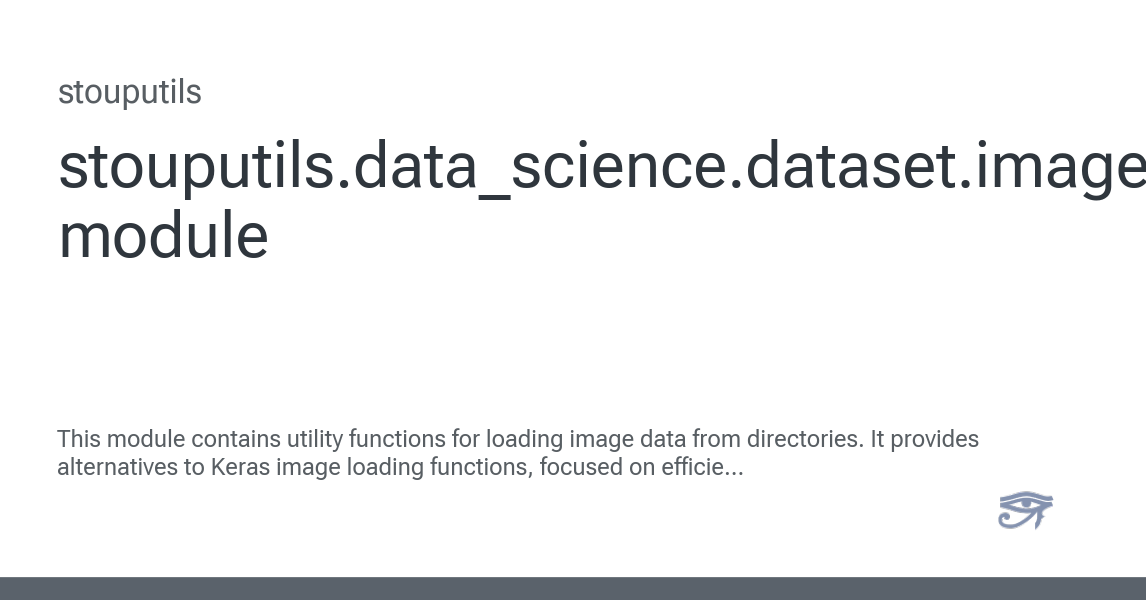 stouputils
stouputils.data_science.dataset.image
module
This module contains utility functions for loading image data from directories. It provides
alternatives to Keras image loading functions, focused on efficie...